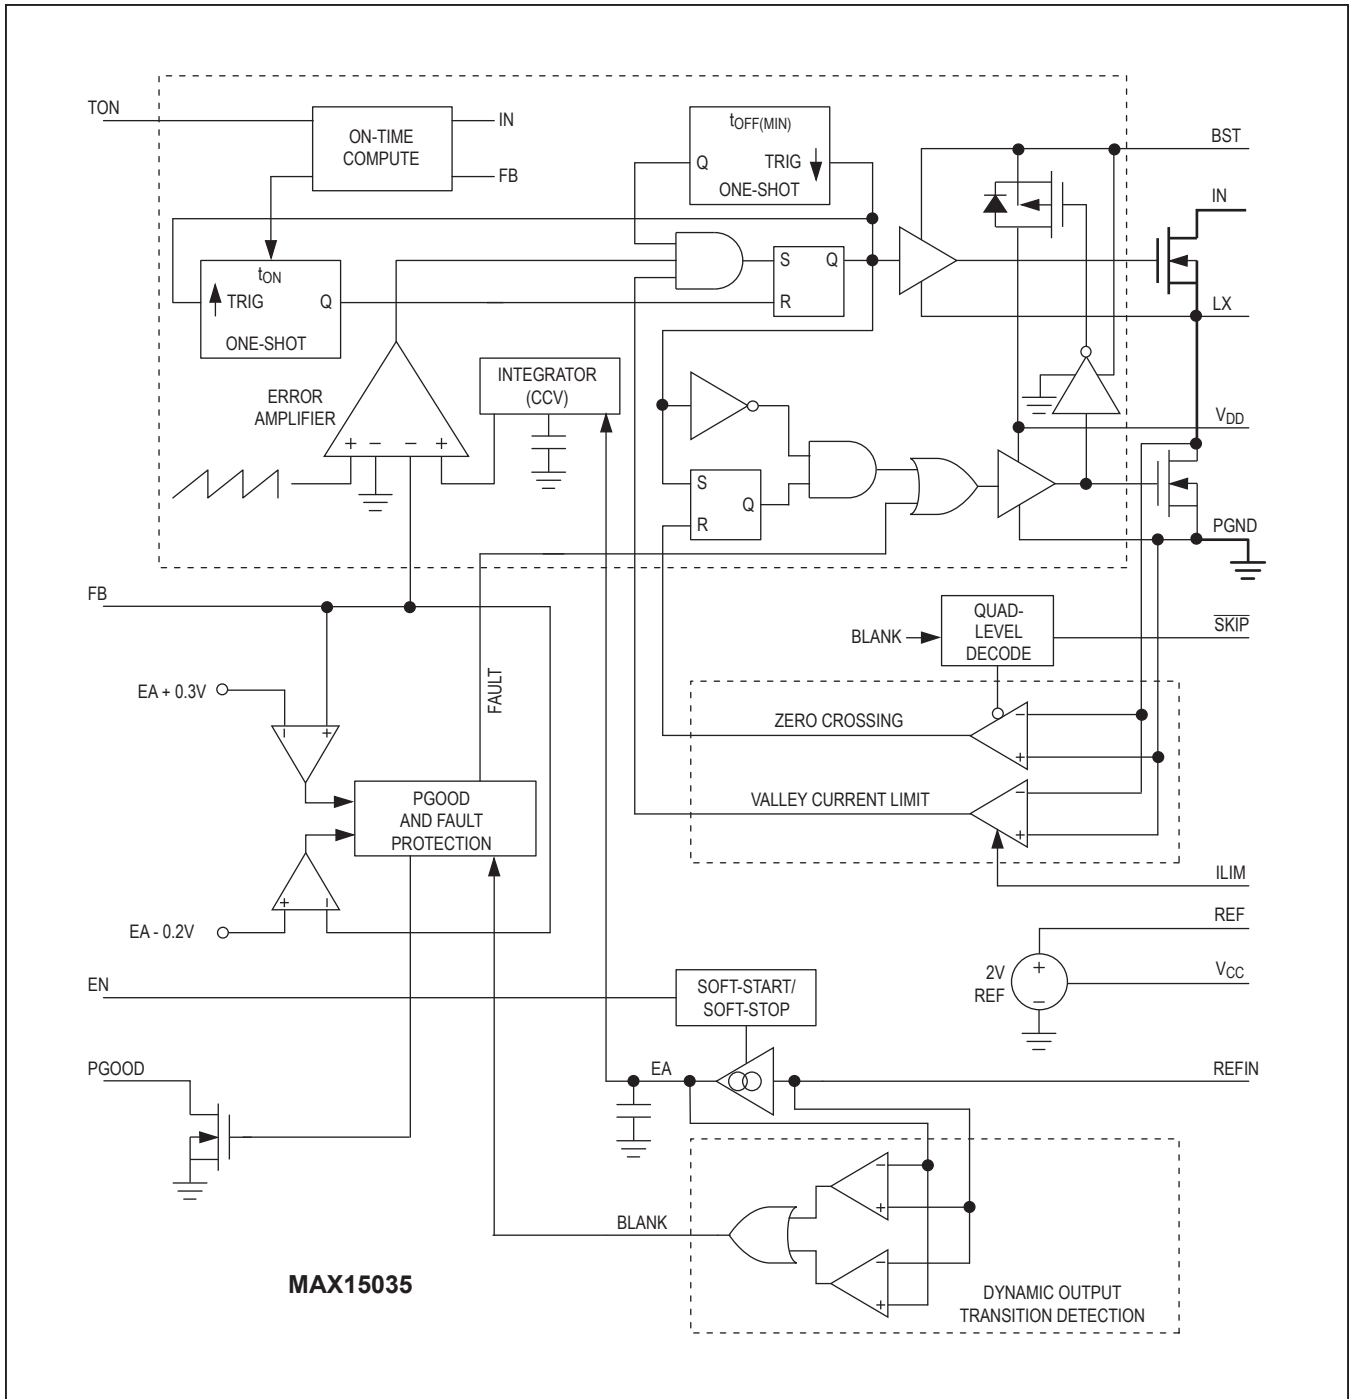 TON
ON-TIME
COMPUTE
IN
FB
tOFF(MIN)
Q TRIG
ONE-SHOT
BST
IN
tON
TRIG Q
ONE-SHOT
S Q
R
LX
ERROR
AMPLIFIER
+ − − +
INTEGRATOR
(CCV)
VDD
S
Q
R
PGND
FB
BLANK
QUAD-
LEVEL
DECODE
SKIP
EA + 0.3V
− +
FAULT
ZERO CROSSING
−
+
PGOOD
AND FAULT
PROTECTION
VALLEY CURRENT LIMIT
−
+
ILIM
+ −
EA - 0.2V
REF
2V
REF
+
−
VCC
EN
SOFT-START/
SOFT-STOP
PGOOD
EA
REFIN
−
+
BLANK
−
+
DYNAMIC OUTPUT
TRANSITION DETECTION
MAX15035